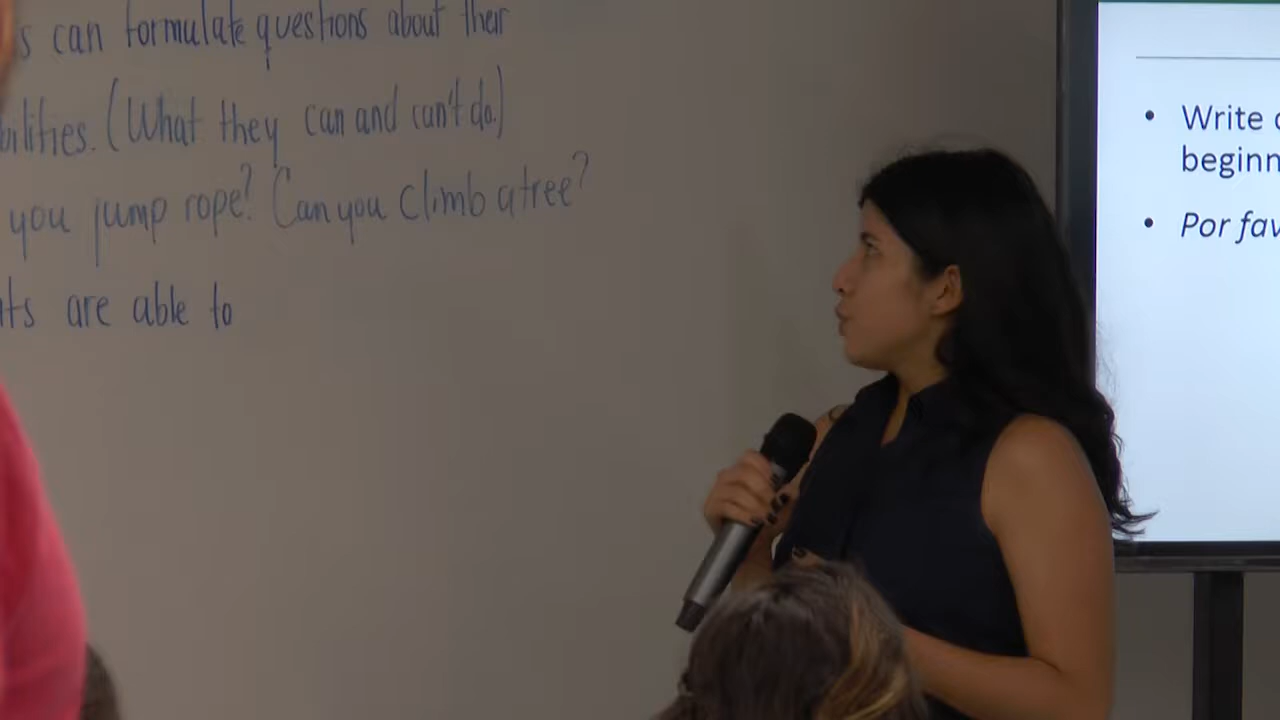 s can formulate questions about their
bilities. (What they can and can't do.)
you jump rope? Can you climb a tree?
nts are able to
• Write
beginn
• Por fav